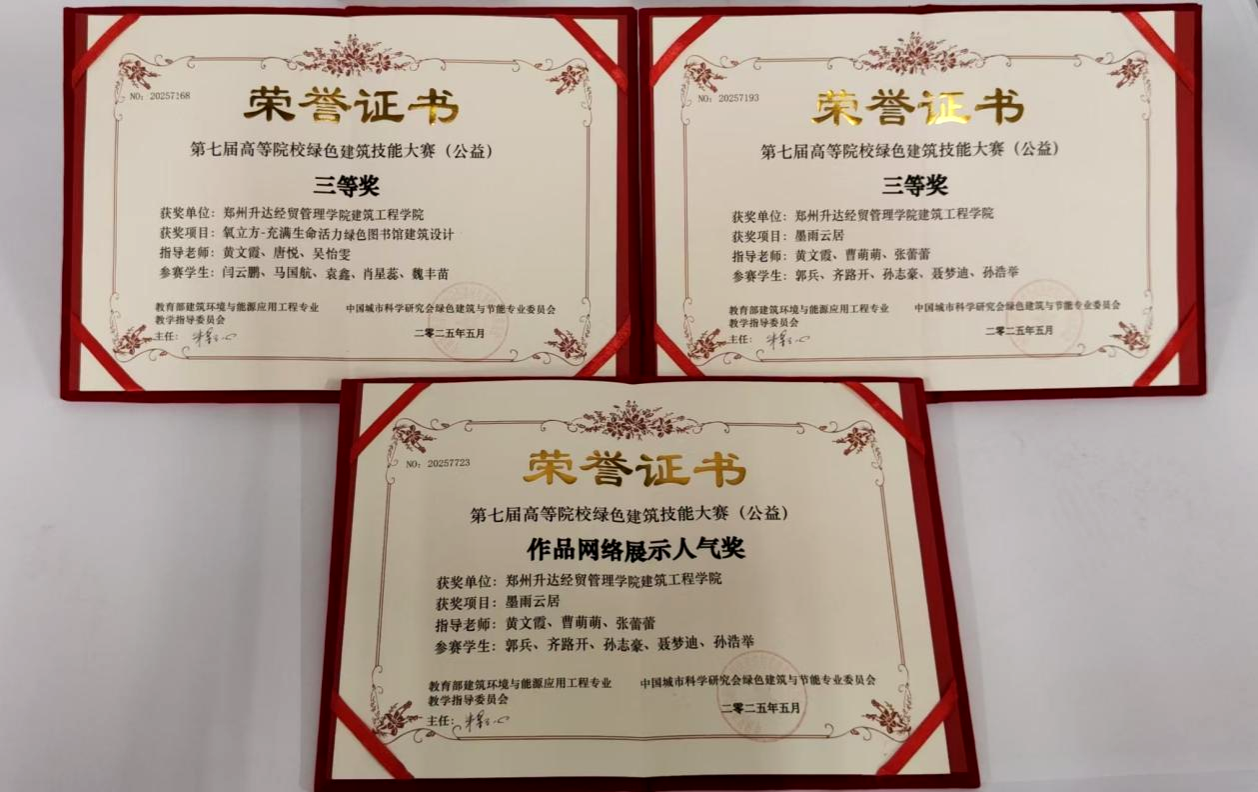 NO: 20257168
荣誉证书
第七届高等院校绿色建筑技能大赛（公益）
三等奖
获奖单位：郑州升达经贸管理学院建筑工程学院
获奖项目：氧立方-充满生命活力绿色图书馆建筑设计
指导老师：黄文霞、唐悦、吴怡雯
参赛学生：闫云鹏、马国航、袁鑫、肖星蕊、魏丰苗
教育部建筑环境与能源应用工程专业
教学指导委员会
主任：
中国城市科学研究会绿色建筑与节能专业委员会
二零二五年五月
NO: 20257193
荣誉证书
第七届高等院校绿色建筑技能大赛（公益）
三等奖
获奖单位：郑州升达经贸管理学院建筑工程学院
获奖项目：墨雨云居
指导老师：黄文霞、曹萌萌、张蕾蕾
参赛学生：郭兵、齐路开、孙志豪、聂梦迪、孙浩举
教育部建筑环境与能源应用工程专业
教学指导委员会
主任：
中国城市科学研究会绿色建筑与节能专业委员会
二零二五年五月
NO: 20257723
荣誉证书
第七届高等院校绿色建筑技能大赛（公益）
作品网络展示人气奖
获奖单位：郑州升达经贸管理学院建筑工程学院
获奖项目：墨雨云居
指导老师：黄文霞、曹萌萌、张蕾蕾
参赛学生：郭兵、齐路开、孙志豪、聂梦迪、孙浩举
教育部建筑环境与能源应用工程专业
教学指导委员会
主任：
中国城市科学研究会绿色建筑与节能专业委员会
二零二五年五月